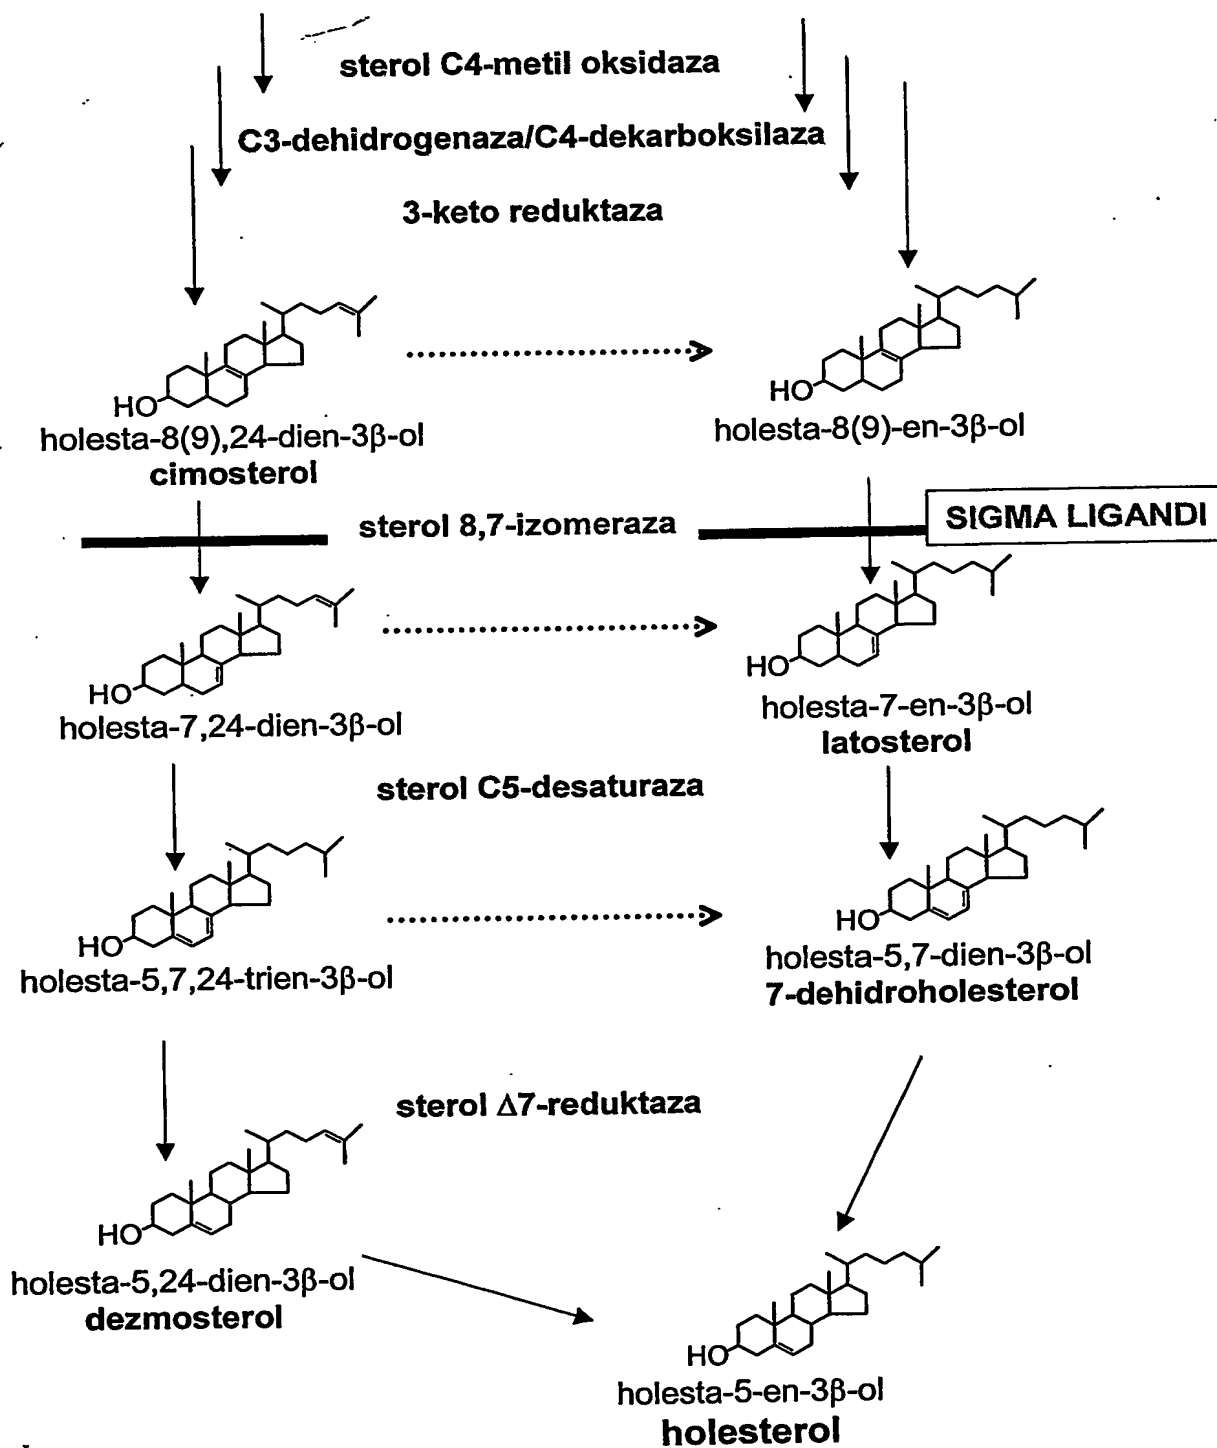 sterol C4-metil oksidaza
C3-dehidrogenaza/C4-dekarboksilaza
3-keto reduktaza
HO
holesta-8(9),24-dien-3β-ol
cimosterol
HO
holesta-8(9)-en-3β-ol
sterol 8,7-izomeraza
SIGMA LIGANDI
HO
holesta-7,24-dien-3β-ol
HO
holesta-7-en-3β-ol
latosterol
sterol C5-desaturaza
HO
holesta-5,7,24-trien-3β-ol
HO
holesta-5,7-dien-3β-ol
7-dehidroholesterol
sterol Δ7-reduktaza
HO
holesta-5,24-dien-3β-ol
dezmosterol
HO
holesta-5-en-3β-ol
holesterol